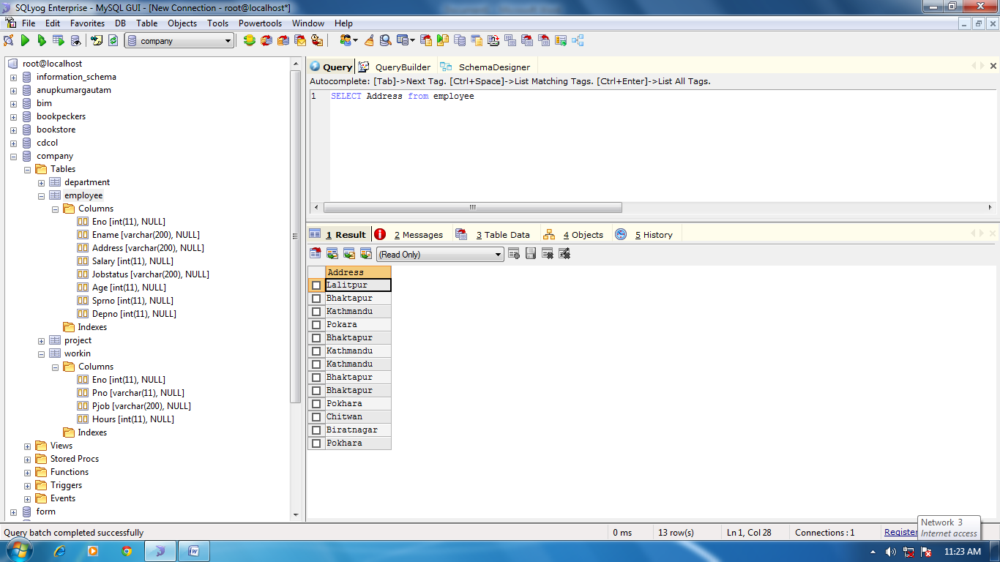 SQLyog Enterprise - MySQL GUI - [New Connection - root@localhost*]
File Edit Favorites DB Table Objects Tools Powertools Window Help
company
root@localhost
information_schema
anupkumargautam
bim
bookpeckers
bookstore
cdcol
company
Tables
department
employee
Columns
Eno [int(11), NULL]
Ename [varchar(200), NULL]
Address [varchar(200), NULL]
Salary [int(11), NULL]
Jobstatus [varchar(200), NULL]
Age [int(11), NULL]
Sprno [int(11), NULL]
Depno [int(11), NULL]
Indexes
project
workin
Columns
Eno [int(11), NULL]
Pno [varchar(11), NULL]
Pjob [varchar(200), NULL]
Hours [int(11), NULL]
Indexes
Views
Stored Procs
Functions
Triggers
Events
form
Query QueryBuilder SchemaDesigner
Autocomplete: [Tab]->Next Tag. [Ctrl+Space]->List Matching Tags. [Ctrl+Enter]->List All Tags.
1 SELECT Address from employee
1 Result 2 Messages 3 Table Data 4 Objects 5 History
(Read Only)
Address
Lalitpur
Bhaktapur
Kathmandu
Pokara
Bhaktapur
Kathmandu
Kathmandu
Bhaktapur
Bhaktapur
Pokhara
Chitwan
Biratnagar
Pokhara
Query batch completed successfully 0 ms 13 row(s) Ln 1, Col 28 Connections : 1 Register
Network 3
Internet access
11:23 AM